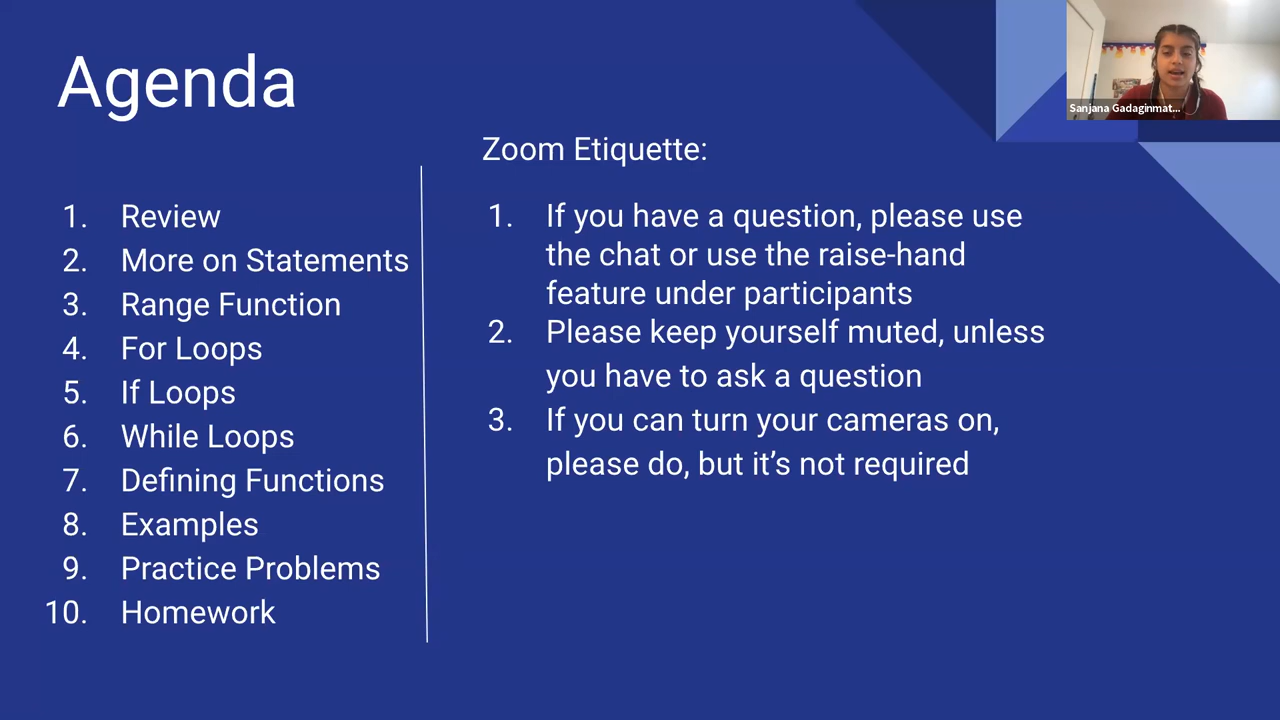 Agenda
1. Review
2. More on Statements
3. Range Function
4. For Loops
5. If Loops
6. While Loops
7. Defining Functions
8. Examples
9. Practice Problems
10. Homework
Zoom Etiquette:
1. If you have a question, please use
the chat or use the raise-hand
feature under participants
2. Please keep yourself muted, unless
you have to ask a question
3. If you can turn your cameras on,
please do, but it's not required
Sanjana Gadaginmat...